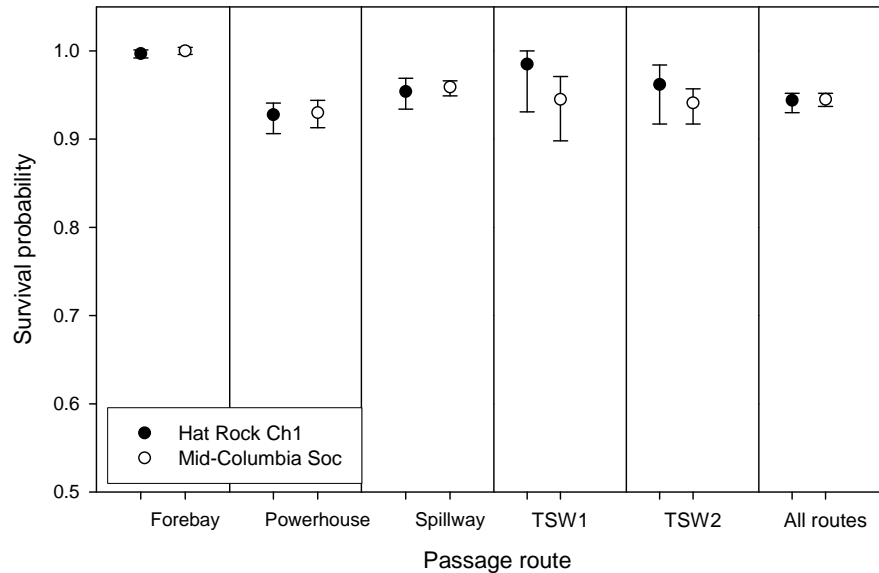 1.0
0.9
0.8
0.7
0.6
0.5
Survival probability
Hat Rock Ch1
Mid-Columbia Soc
Forebay Powerhouse Spillway TSW1 TSW2 All routes
Passage route